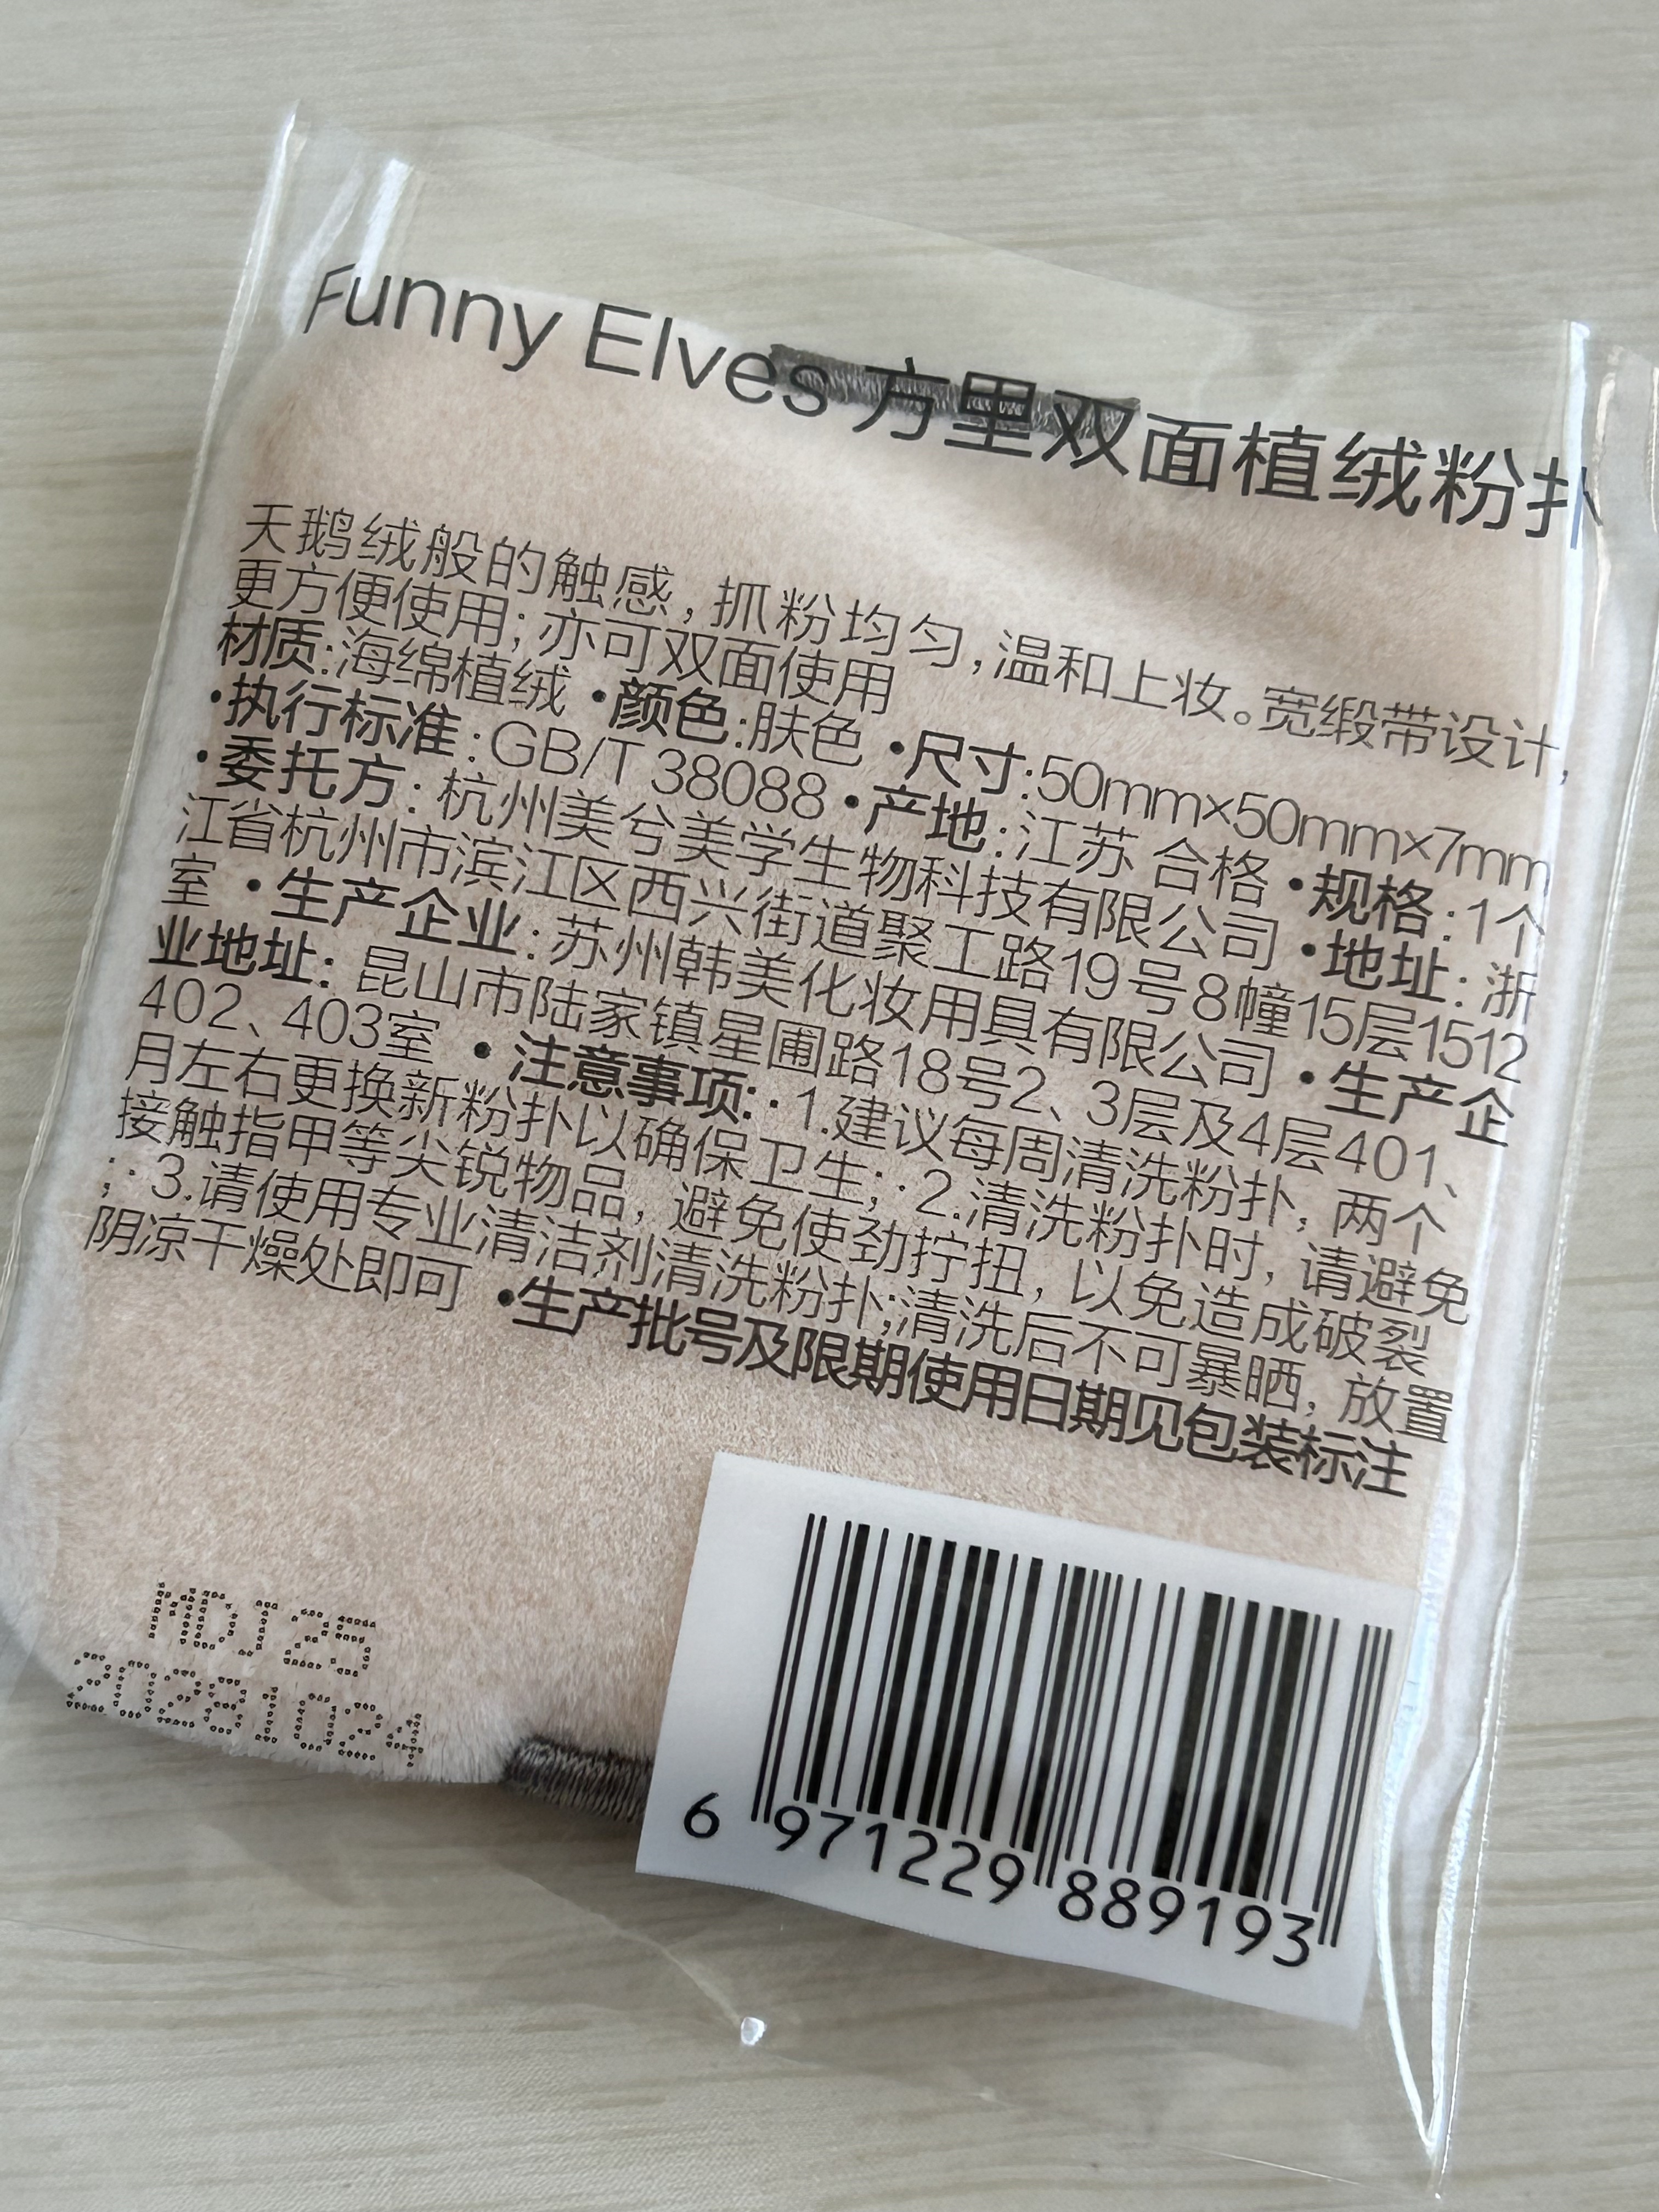 Funny Elves 方里双面植绒粉扑
天鹅绒般的触感，抓粉均匀，温和上妆。宽缎带设计，
更方便使用；亦可双面使用
材质：海绵植绒 •颜色：肤色 •尺寸：50mm×50mm×7mm
•执行标准：GB/T 38088 •产地：江苏 合格 •规格：1个
•委托方：杭州美兮美学生物科技有限公司 •地址：浙
江省杭州市滨江区西兴街道聚工路19号8幢15层1512
室 •生产企业：苏州韩美化妆用具有限公司 •生产企
业地址：昆山市陆家镇星圃路18号2、3层及4层401、
402、403室 •注意事项：·1.建议每周清洗粉扑，两个
月左右更换新粉扑以确保卫生；·2.清洗粉扑时，请避免
接触指甲等尖锐物品，避免使劲拧扭，以免造成破裂
；·3.请使用专业清洁剂清洗粉扑；清洗后不可暴晒，放置
阴凉干燥处即可 •生产批号及限期使用日期见包装标注
MDJ25
20281024
6 971229 889193